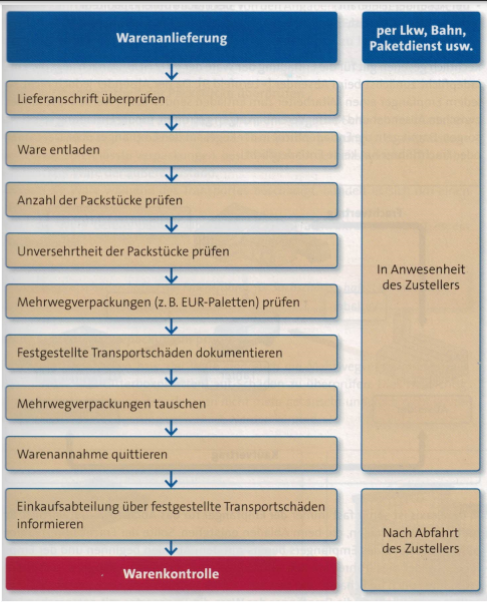 Warenanlieferung
per Lkw, Bahn,
Paketdienst usw.
Lieferanschrift überprüfen
Ware entladen
Anzahl der Packstücke prüfen
Unversehrtheit der Packstücke prüfen
Mehrwegverpackungen (z. B. EUR-Paletten) prüfen
Festgestellte Transportschäden dokumentieren
Mehrwegverpackungen tauschen
Warenannahme quittieren
In Anwesenheit
des Zustellers
Einkaufsabteilung über festgestellte Transportschäden
informieren
Warenkontrolle
Nach Abfahrt
des Zustellers